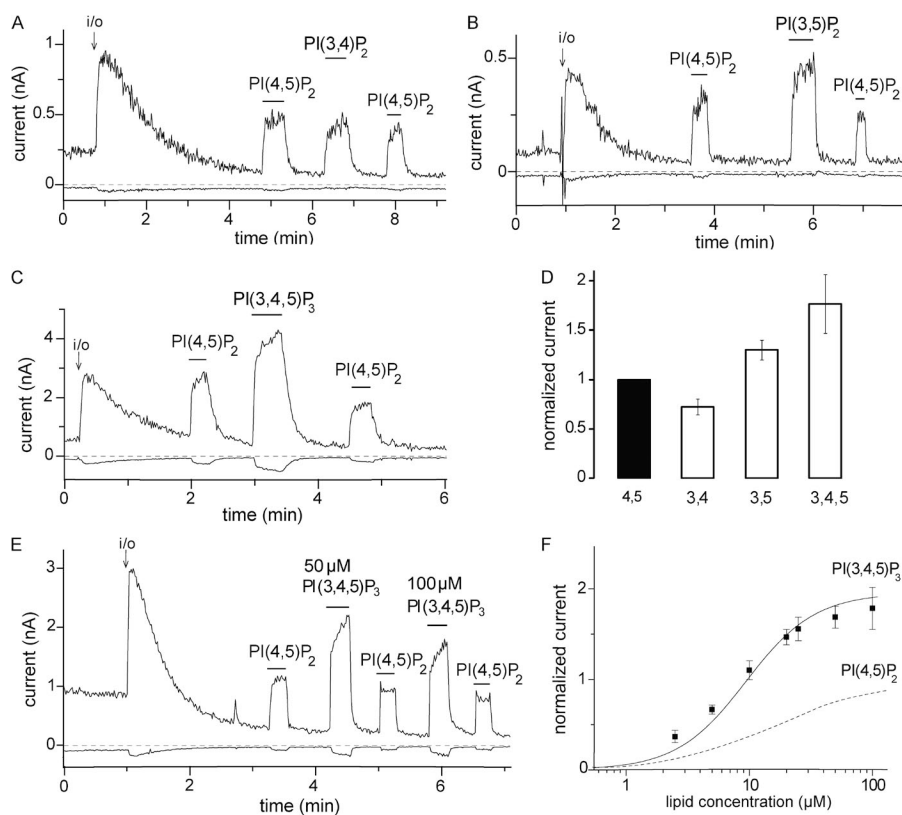 A
i/o
PI(3,4)P2
PI(4,5)P2
PI(4,5)P2
1
0.5
0
current (nA)
0 2 4 6 8
time (min)
B
i/o
PI(3,5)P2
PI(4,5)P2
PI(4,5)P2
0.5
0
current (nA)
0 2 4 6
time (min)
C
PI(3,4,5)P3
i/o
PI(4,5)P2
PI(4,5)P2
4
2
0
current (nA)
0 2 4 6
time (min)
D
2
1.5
1
0.5
0
normalized current
4,5 3,4 3,5 3,4,5
E
i/o
50 µM
PI(3,4,5)P3
100 µM
PI(3,4,5)P3
PI(4,5)P2
PI(4,5)P2
PI(4,5)P2
3
2
1
0
current (nA)
0 2 4 6
time (min)
F
PI(3,4,5)P3
PI(4,5)P2
2
1
0
normalized current
1 10 100
lipid concentration (µM)